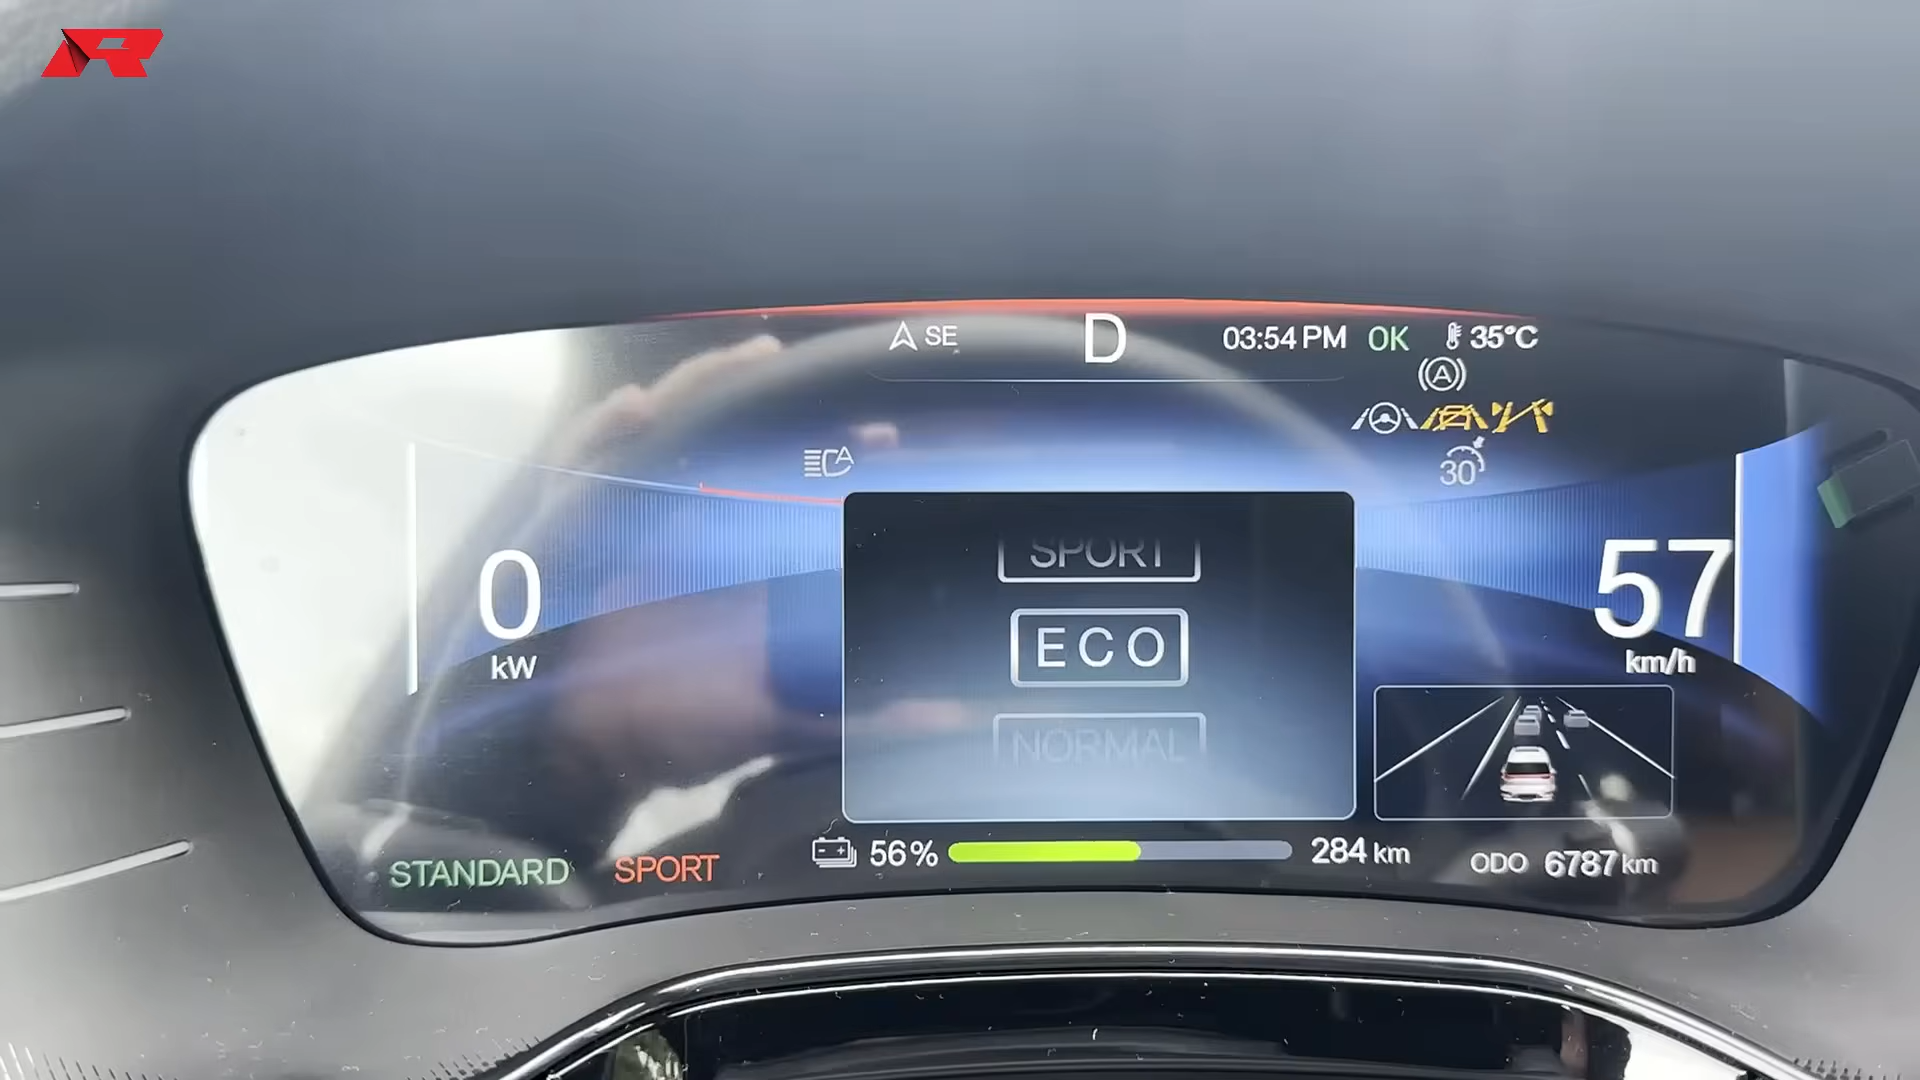 R
SE
D
03:54 PM
OK
35°C
A
A
30
0
kW
SPORT
ECO
NORMAL
57
km/h
STANDARD
SPORT
56%
284 km
ODO 6787 km